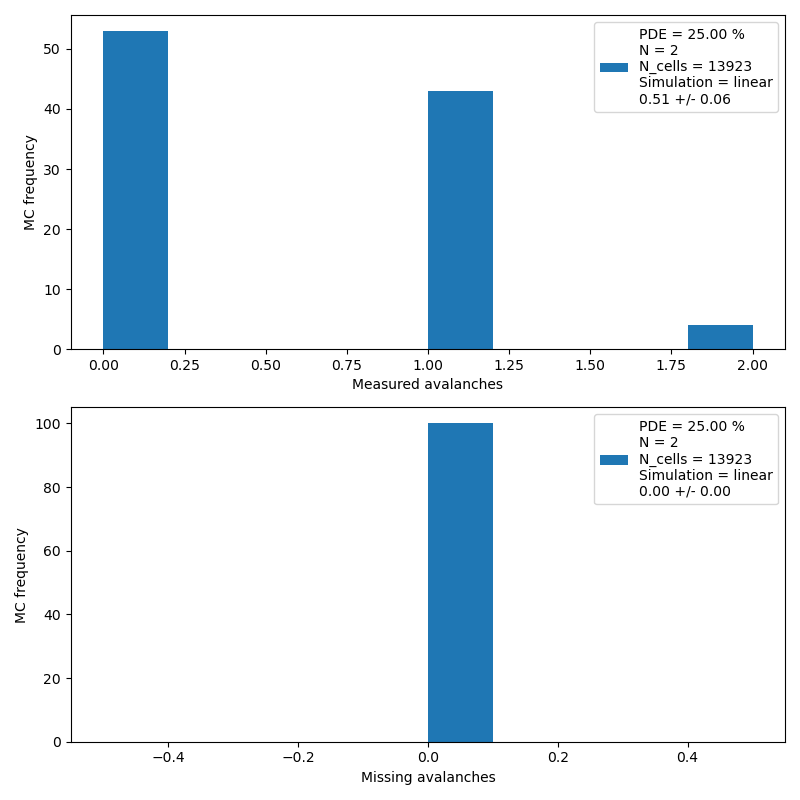 MC frequency
50
40
30
20
10
0
PDE = 25.00 %
N = 2
N_cells = 13923
Simulation = linear
0.51 +/- 0.06
0.00 0.25 0.50 0.75 1.00 1.25 1.50 1.75 2.00
Measured avalanches
MC frequency
100
80
60
40
20
0
PDE = 25.00 %
N = 2
N_cells = 13923
Simulation = linear
0.00 +/- 0.00
−0.4 −0.2 0.0 0.2 0.4
Missing avalanches